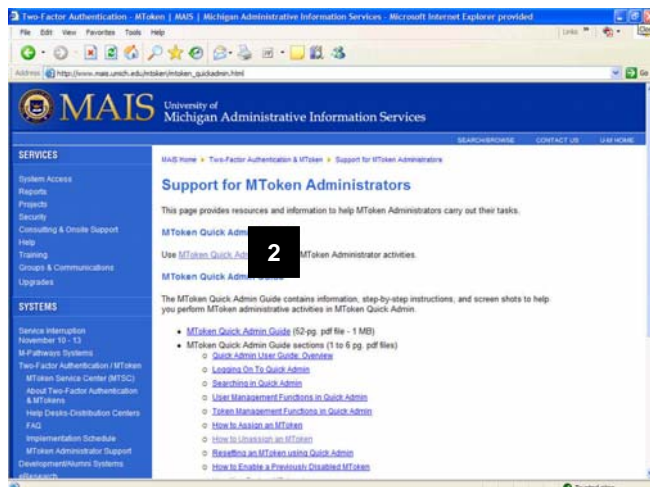 Two-Factor Authentication - MToken | MAIS | Michigan Administrative Information Services - Microsoft Internet Explorer provided
File Edit View Favorites Tools Help
Links
Address http://www.mais.umich.edu/mtoken/mtoken_quickadmin.html
Go
MAIS University of Michigan Administrative Information Services
SEARCH/BROWSE CONTACT US U-M HOME
SERVICES
System Access
Reports
Projects
Security
Consulting & Onsite Support
Help
Training
Groups & Communications
Upgrades
SYSTEMS
Service Interruption
November 10 - 13
M-Pathways Systems
Two-Factor Authentication / MToken
MToken Service Center (MTSC)
About Two-Factor Authentication
& MTokens
Help Desks-Distribution Centers
FAQ
Implementation Schedule
MToken Administrator Support
Development/Alumni Systems
eResearch
MAIS Home Two-Factor Authentication & MToken Support for MToken Administrators
Support for MToken Administrators
This page provides resources and information to help MToken Administrators carry out their tasks.
MToken Quick Adm
Use MToken Quick Ad MToken Administrator activities.
2
MToken Quick Admin Guide
The MToken Quick Admin Guide contains information, step-by-step instructions, and screen shots to help
you perform MToken administrative activities in MToken Quick Admin.
MToken Quick Admin Guide (52-pg. pdf file - 1 MB)
MToken Quick Admin Guide sections (1 to 6 pg. pdf files)
Quick Admin User Guide: Overview
Logging On To Quick Admin
Searching in Quick Admin
User Management Functions in Quick Admin
Token Management Functions in Quick Admin
How to Assign an MToken
How to Unassign an MToken
Resetting an MToken using Quick Admin
How to Enable a Previously Disabled MToken